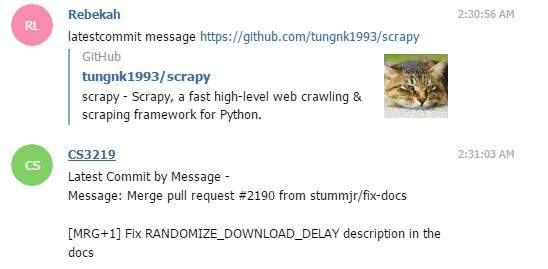 RL
Rebekah
2:30:56 AM
latestcommit message https://github.com/tungnk1993/scrapy
GitHub
tungnk1993/scrapy
scrapy - Scrapy, a fast high-level web crawling &
scraping framework for Python.
CS
CS3219
2:31:03 AM
Latest Commit by Message -
Message: Merge pull request #2190 from stummjr/fix-docs
[MRG+1] Fix RANDOMIZE_DOWNLOAD_DELAY description in the
docs